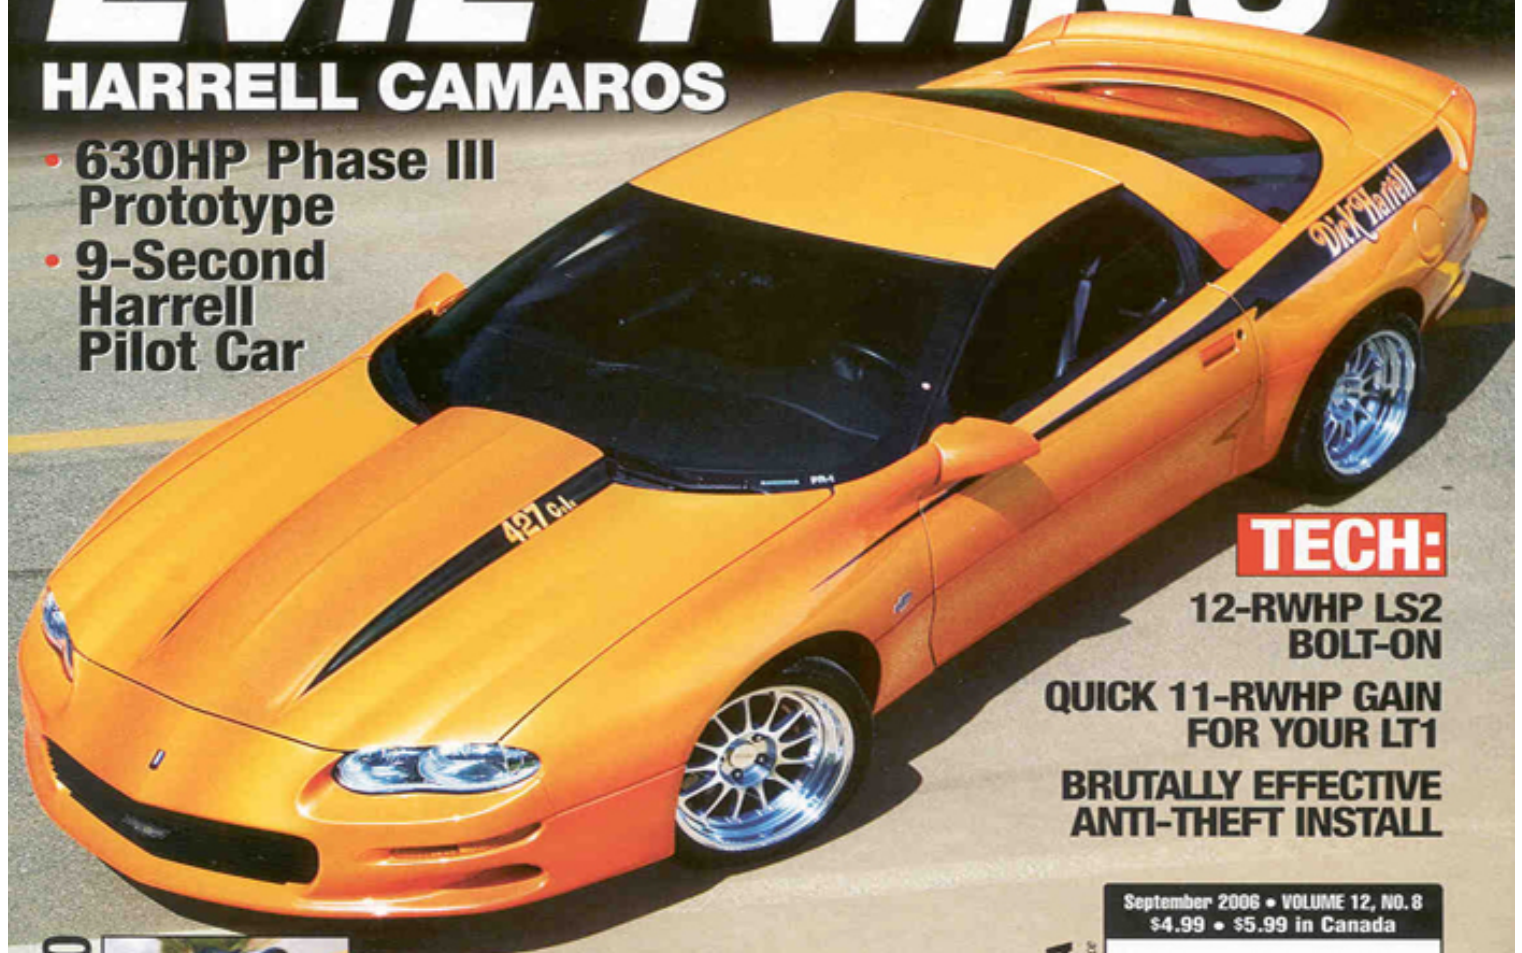 EVIL TWINS
HARRELL CAMAROS
• 630HP Phase III
Prototype
• 9-Second
Harrell
Pilot Car
Dick Harrell
427 c.i.
TECH:
12-RWHP LS2
BOLT-ON
QUICK 11-RWHP GAIN
FOR YOUR LT1
BRUTALLY EFFECTIVE
ANTI-THEFT INSTALL
September 2006 • VOLUME 12, NO. 8
$4.99 • $5.99 in Canada